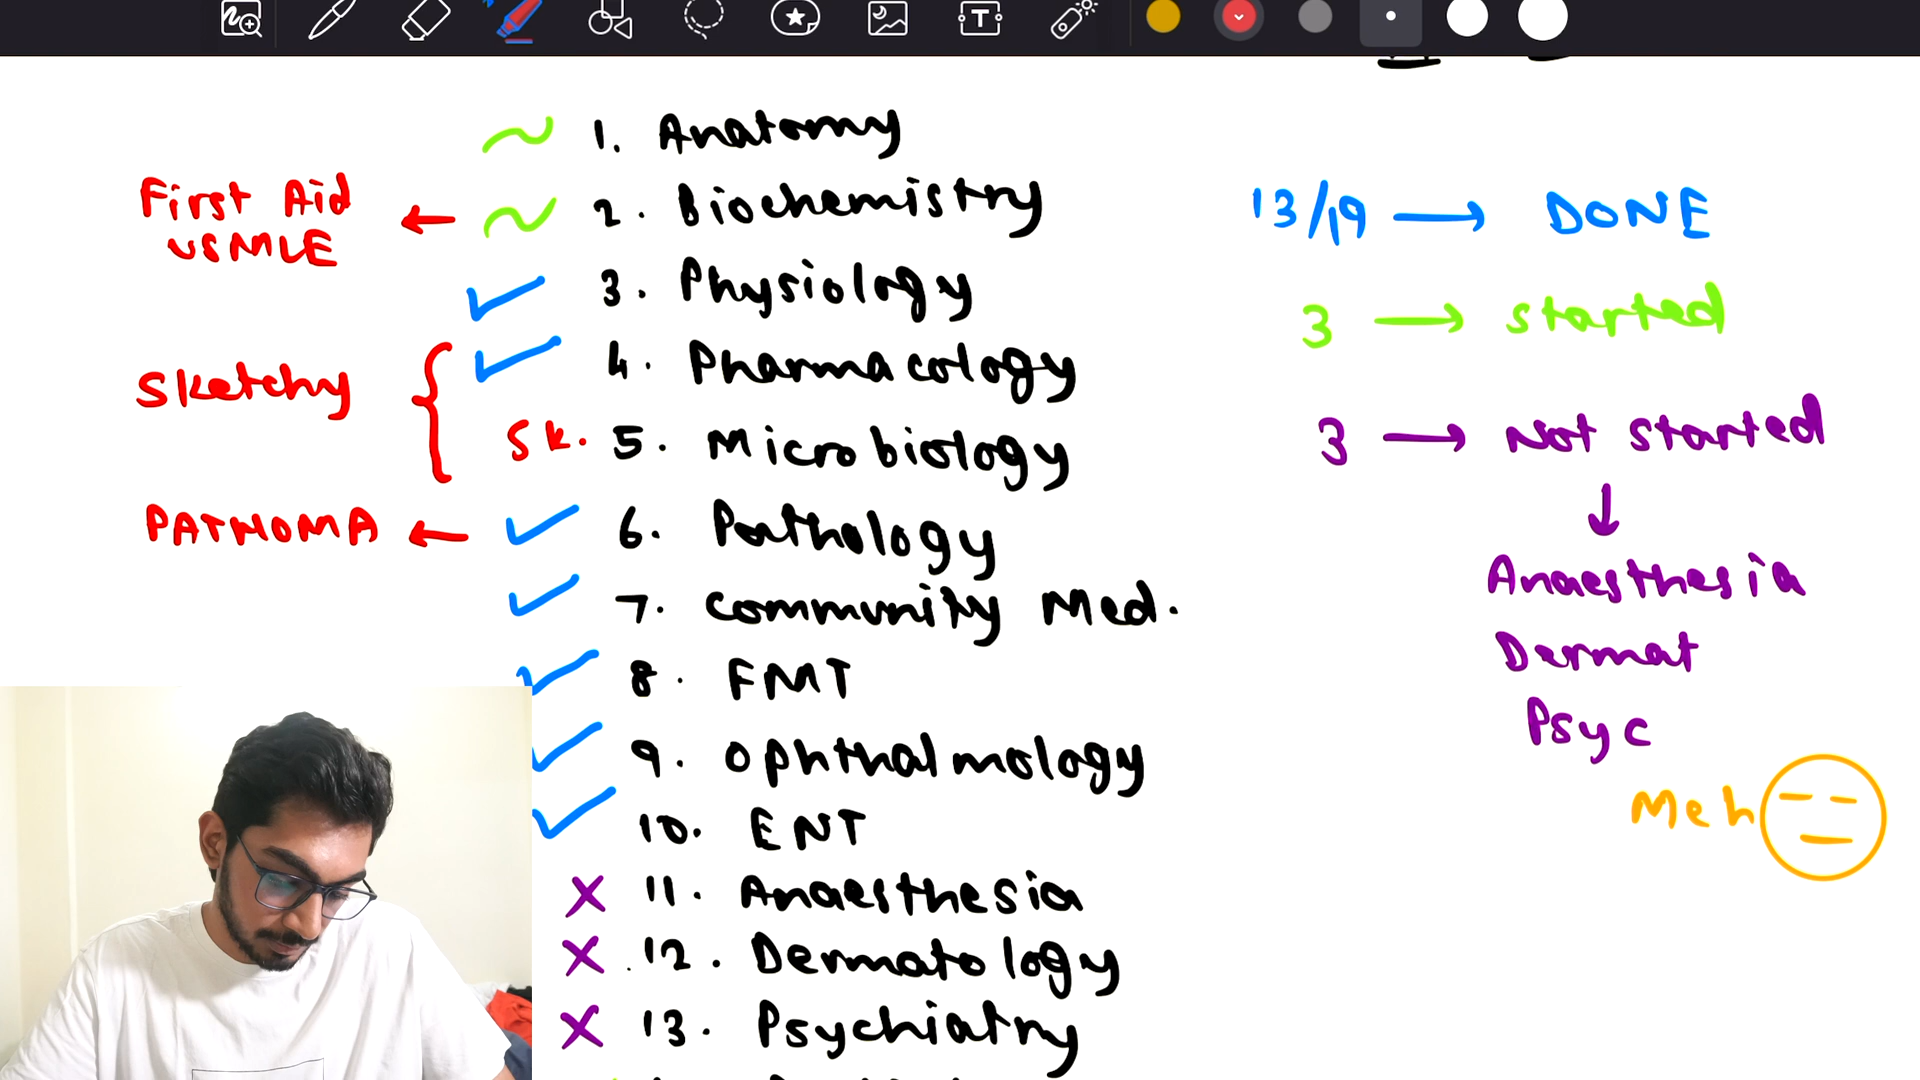 1. Anatomy
First Aid
USMLE
2. Biochemistry
3. Physiology
Sketchy
4. Pharmacology
SK. 5. Microbiology
PATHOMA
6. Pathology
7. Community Med.
8. FMT
9. Ophthalmology
10. ENT
11. Anaesthesia
12. Dermatology
13. Psychiatry
13/19 → DONE
3 → started
3 → Not started
Anaesthesia
Dermat
Psyc
Meh